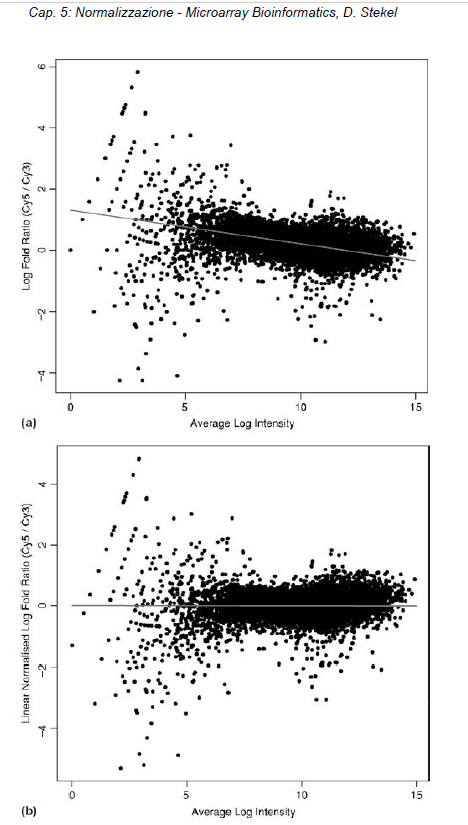 Cap. 5: Normalizzazione - Microarray Bioinformatics, D. Stekel
6
4
2
0
-2
-4
Log Fold Ratio (Cy5 / Cy3)
0 5 10 15
Average Log Intensity
(a)
4
2
0
-2
-4
Linear Normalised Log Fold Ratio (Cy5 / Cy3)
0 5 10 15
Average Log Intensity
(b)